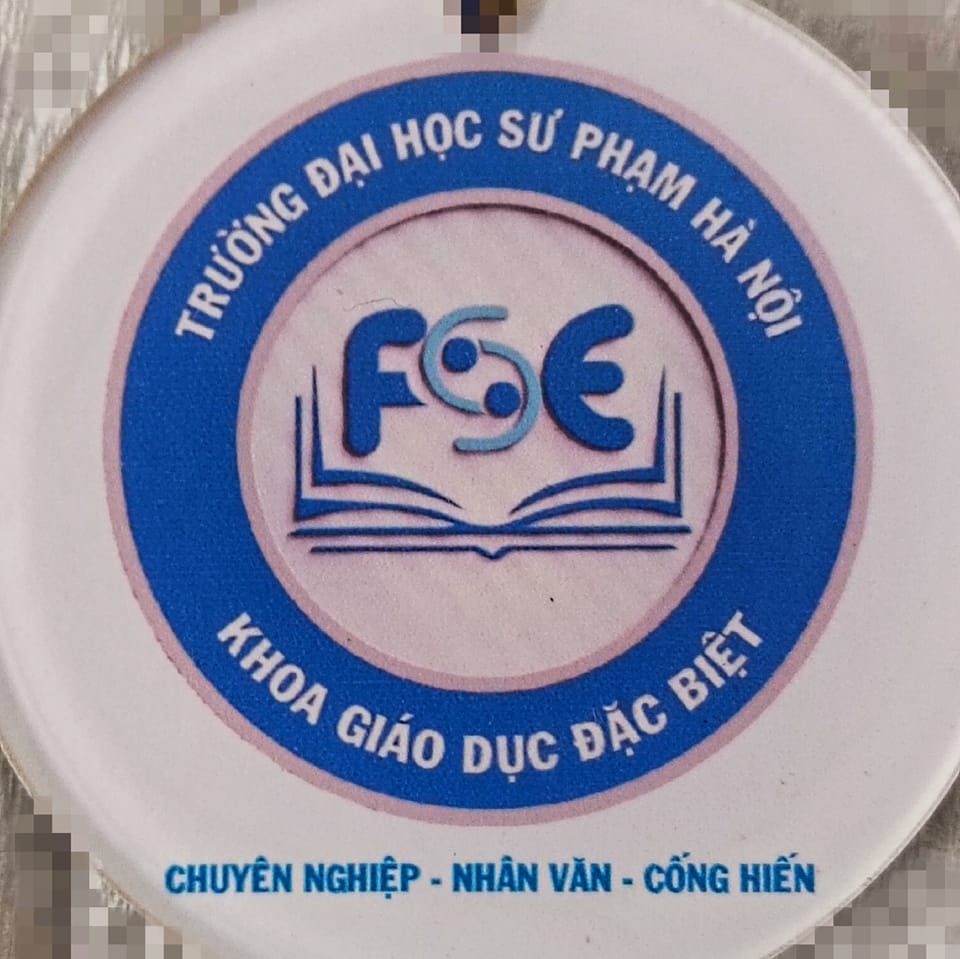 TRƯỜNG ĐẠI HỌC SƯ PHẠM HÀ NỘI
FSE
KHOA GIÁO DỤC ĐẶC BIỆT
CHUYÊN NGHIỆP - NHÂN VĂN - CỐNG HIẾN